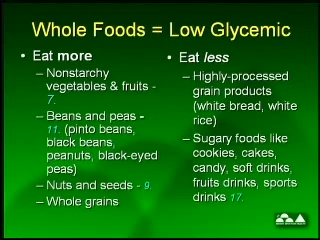 Whole Foods = Low Glycemic
• Eat more
– Nonstarchy
vegetables & fruits -
7.
– Beans and peas -
11. (pinto beans,
black beans,
peanuts, black-eyed
peas)
– Nuts and seeds - 9.
– Whole grains
• Eat less
– Highly-processed
grain products
(white bread, white
rice)
– Sugary foods like
cookies, cakes,
candy, soft drinks,
fruits drinks, sports
drinks 17.